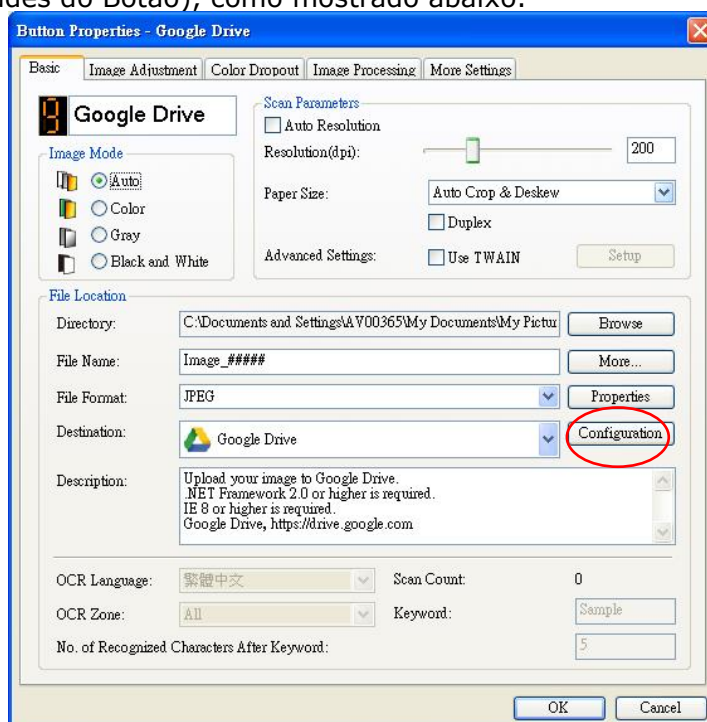 des do Botão), como mostrado abaixo.
Button Properties - Google Drive
Basic Image Adjustment Color Dropout Image Processing More Settings
9 Google Drive
Image Mode
Auto
Color
Gray
Black and White
Scan Parameters
Auto Resolution
Resolution(dpi): 200
Paper Size: Auto Crop & Deskew
Duplex
Advanced Settings: Use TWAIN Setup
File Location
Directory: C:\Documents and Settings\AV00365\My Documents\My Pictur Browse
File Name: Image_##### More...
File Format: JPEG Properties
Destination: Google Drive Configuration
Description: Upload your image to Google Drive.
.NET Framework 2.0 or higher is required.
IE 8 or higher is required.
Google Drive, https://drive.google.com
OCR Language: 繁體中文 Scan Count: 0
OCR Zone: All Keyword: Sample
No. of Recognized Characters After Keyword: 5
OK Cancel